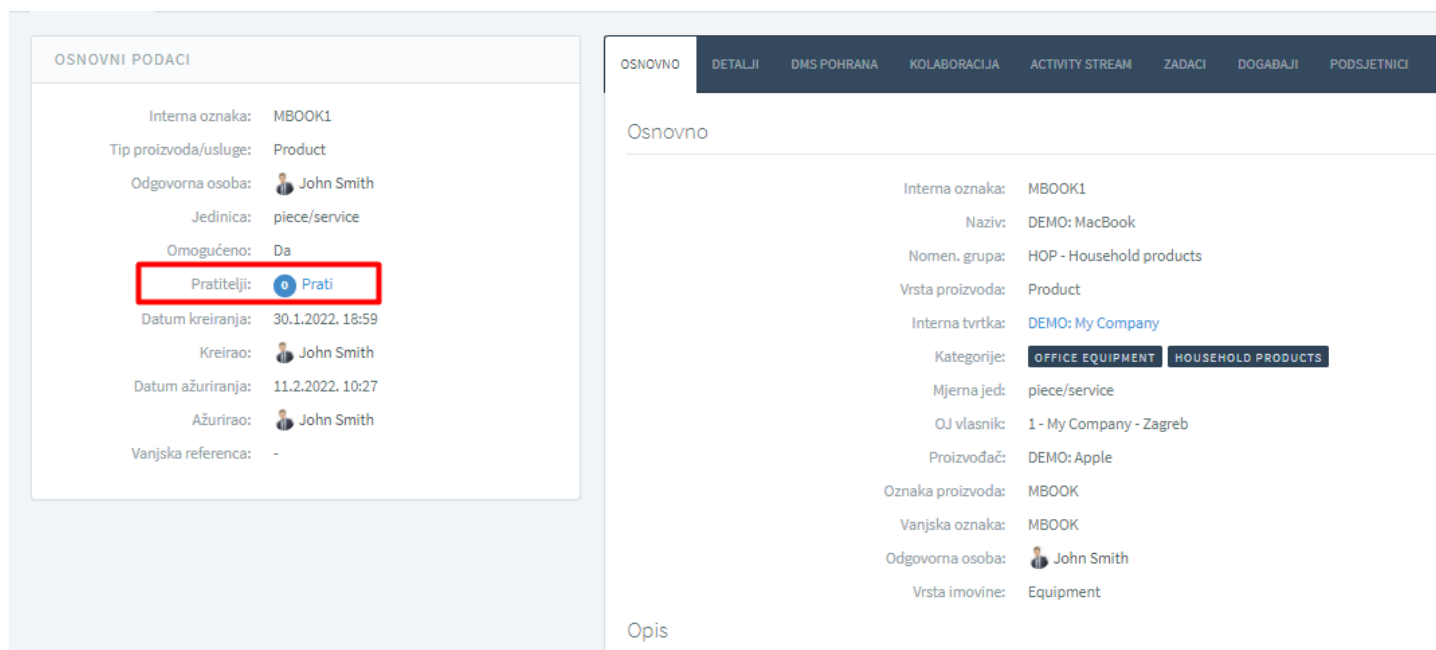 OSNOVNI PODACI
Interna oznaka: MBOOK1
Tip proizvoda/usluge: Product
Odgovorna osoba: John Smith
Jedinica: piece/service
Omogućeno: Da
Pratitelji: 0 Prati
Datum kreiranja: 30.1.2022. 18:59
Kreirao: John Smith
Datum ažuriranja: 11.2.2022. 10:27
Ažurirao: John Smith
Vanjska referenca: -
OSNOVNO DETALJI DMS POHRANA KOLABORACIJA ACTIVITY STREAM ZADACI DOGAĐAJI PODSJETNICI
Osnovno
Interna oznaka: MBOOK1
Naziv: DEMO: MacBook
Nomen. grupa: HOP - Household products
Vrsta proizvoda: Product
Interna tvrtka: DEMO: My Company
Kategorije: OFFICE EQUIPMENT HOUSEHOLD PRODUCTS
Mjerna jed: piece/service
OJ vlasnik: 1 - My Company - Zagreb
Proizvođač: DEMO: Apple
Oznaka proizvoda: MBOOK
Vanjska oznaka: MBOOK
Odgovorna osoba: John Smith
Vrsta imovine: Equipment
Opis